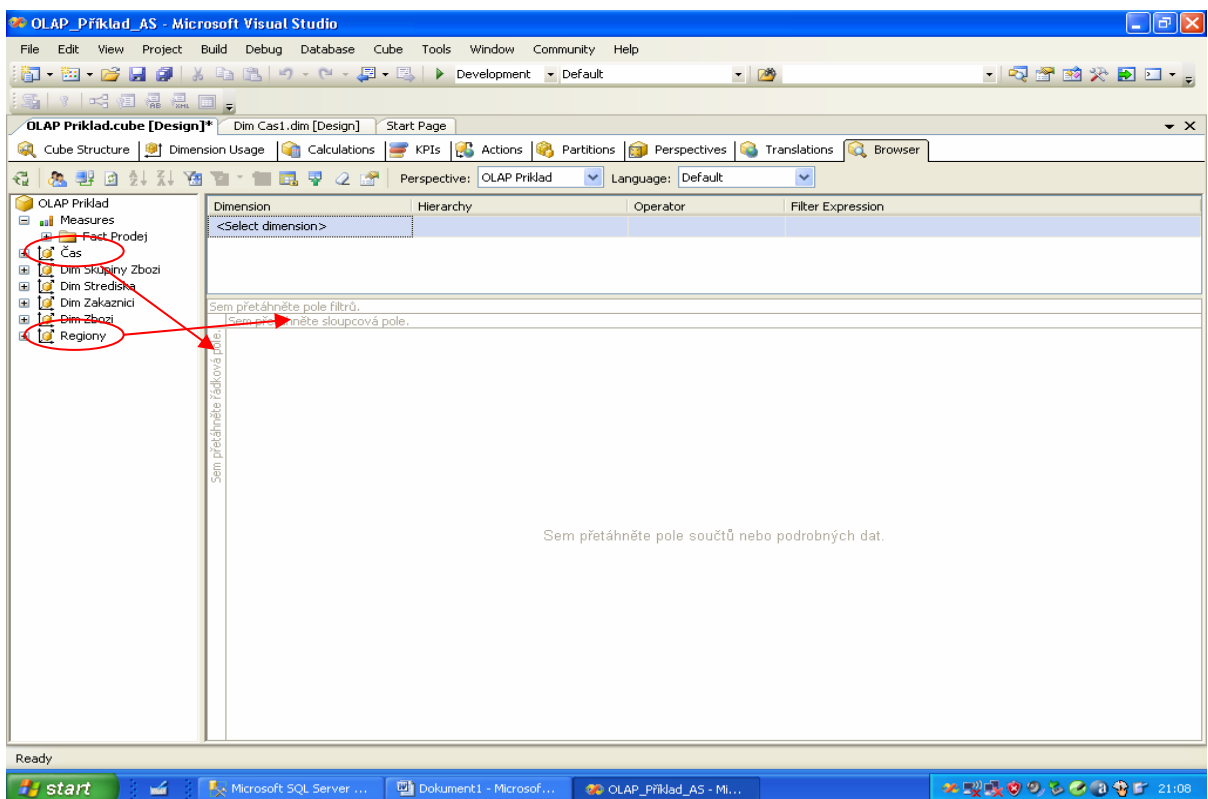 OLAP_Příklad_AS - Microsoft Visual Studio
File Edit View Project Build Debug Database Cube Tools Window Community Help
Development Default
OLAP Priklad.cube [Design]* Dim Cas1.dim [Design] Start Page
Cube Structure Dimension Usage Calculations KPIs Actions Partitions Perspectives Translations Browser
Perspective: OLAP Priklad Language: Default
OLAP Priklad
Measures
Fact Prodej
Čas
Dim Skupiny Zbozi
Dim Strediska
Dim Zakaznici
Dim Zbozi
Regiony
Dimension Hierarchy Operator Filter Expression
<Select dimension>
Sem přetáhněte pole filtrů.
Sem přetáhněte sloupcová pole.
Sem přetáhněte řádková pole.
Sem přetáhněte pole součtů nebo podrobných dat.
Ready
start Microsoft SQL Server ... Dokument1 - Microsof... OLAP_Příklad_AS - Mi... 21:08